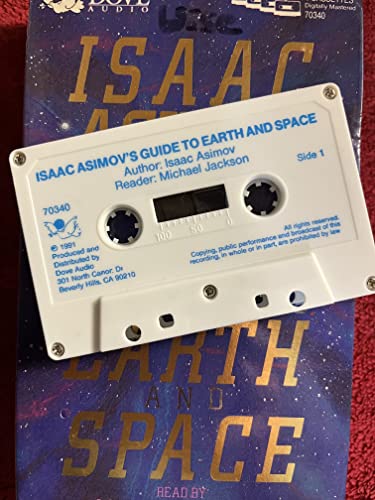 DOVE
AUDIO
CASSETTES
Digitally Mastered
70340
ISAAC
ISAAC ASIMOV'S GUIDE TO EARTH AND SPACE
Author: Isaac Asimov
Reader: Michael Jackson
70340
Side 1
100 50 0
© 1991
Produced and
Distributed by
Dove Audio
301 North Canon Dr
Beverly Hills, CA 90210
All rights reserved.
Copying, public performance and broadcast of this
recording, in whole or in part, are prohibited by law
EARTH
AND
SPACE
READ BY